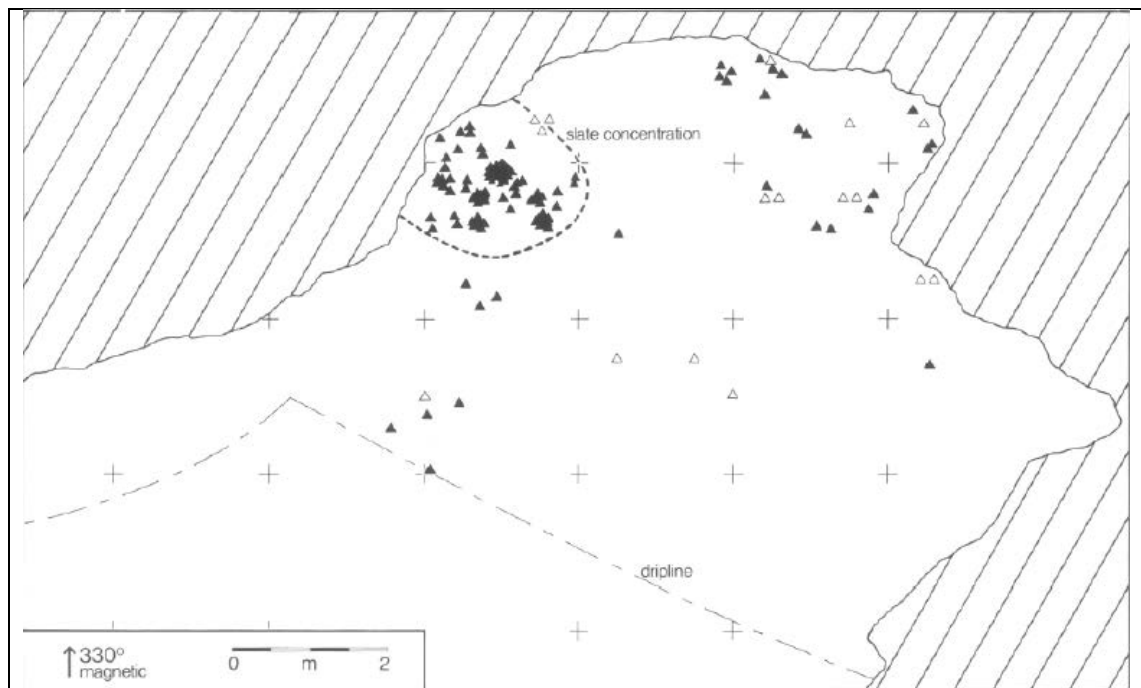 slate concentration
dripline
330°
magnetic
0 m 2